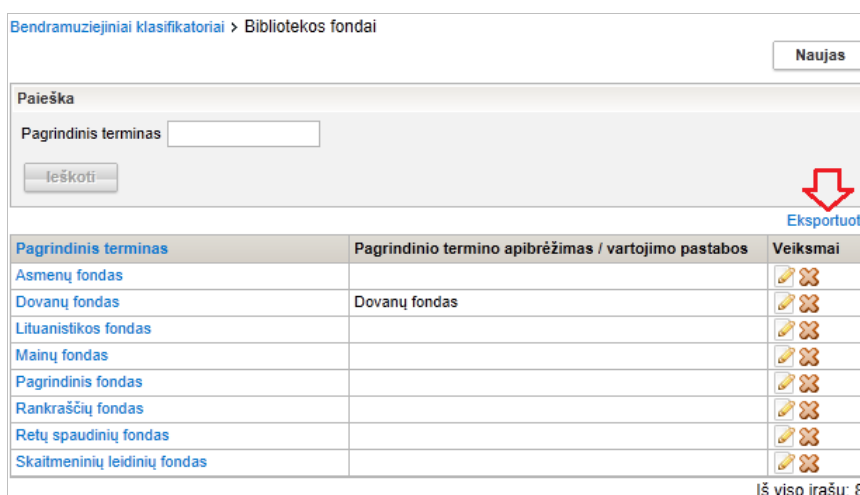 Bendramuziejiniai klasifikatoriai > Bibliotekos fondai
Naujas
Paieška
Pagrindinis terminas
Ieškoti
Eksportuot
Pagrindinis terminas Pagrindinio termino apibrėžimas / vartojimo pastabos Veiksmai
Asmenų fondas
Dovanų fondas Dovanų fondas
Lituanistikos fondas
Mainų fondas
Pagrindinis fondas
Rankraščių fondas
Retų spaudinių fondas
Skaitmeninių leidinių fondas
Iš viso įrašų: 8